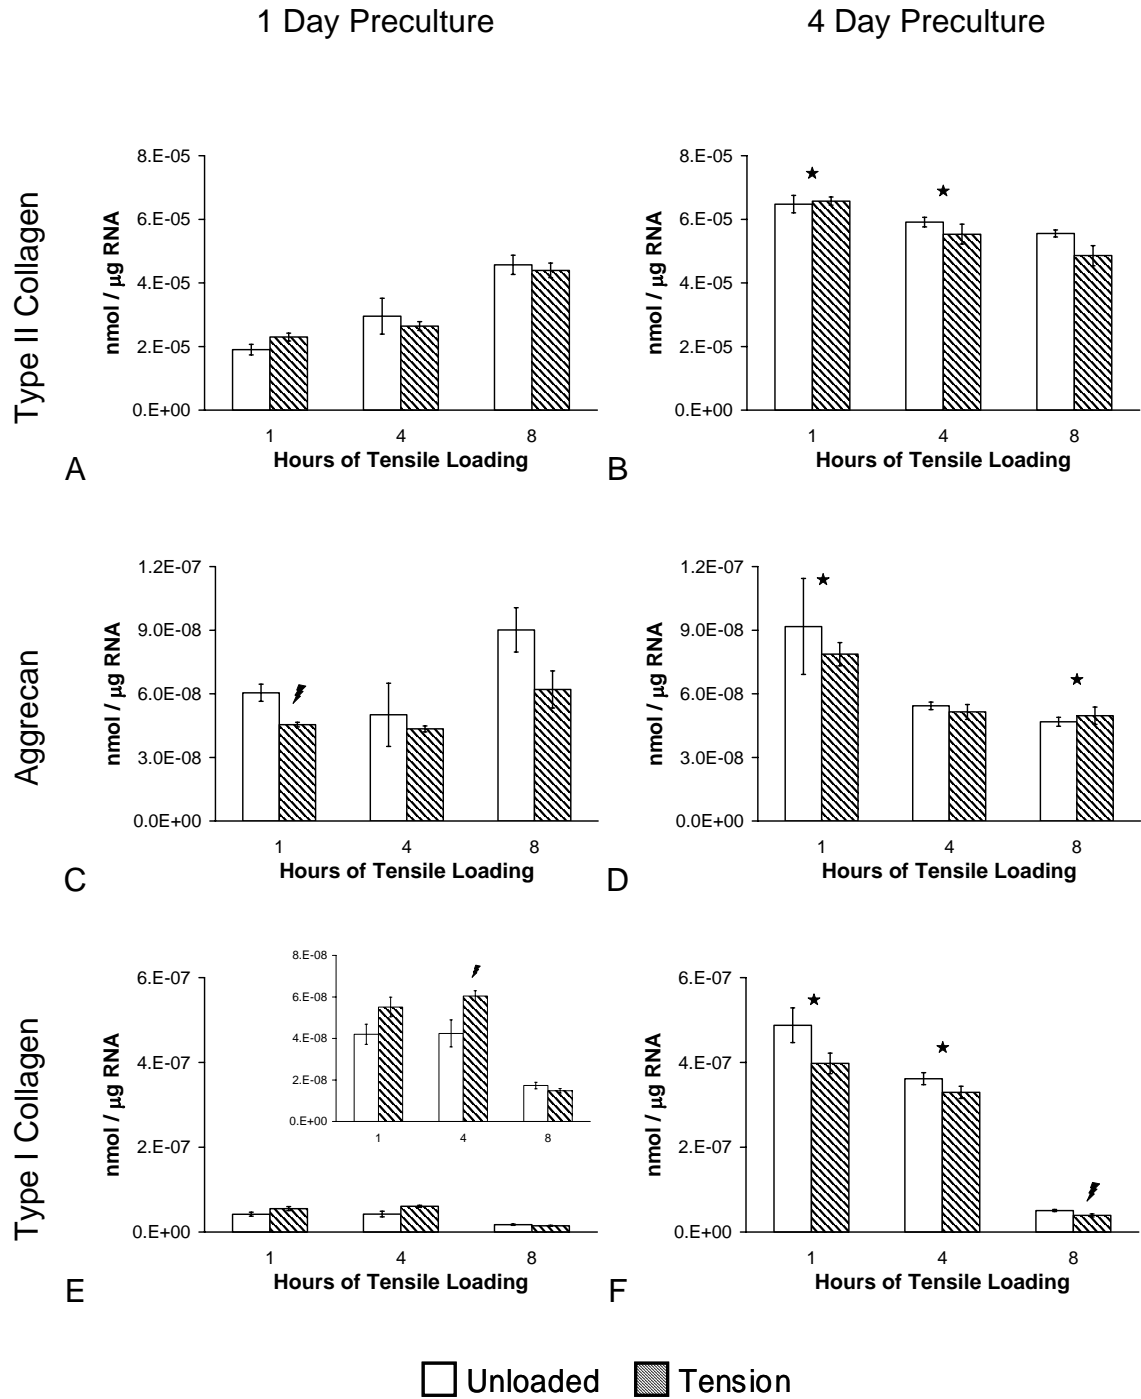 1 Day Preculture
4 Day Preculture
Type II Collagen
nmol / µg RNA
8.E-05
6.E-05
4.E-05
2.E-05
0.E+00
1 4 8
Hours of Tensile Loading
A
nmol / µg RNA
8.E-05
6.E-05
4.E-05
2.E-05
0.E+00
1 4 8
Hours of Tensile Loading
B
Aggrecan
nmol / µg RNA
1.2E-07
9.0E-08
6.0E-08
3.0E-08
0.0E+00
1 4 8
Hours of Tensile Loading
C
nmol / µg RNA
1.2E-07
9.0E-08
6.0E-08
3.0E-08
0.0E+00
1 4 8
Hours of Tensile Loading
D
Type I Collagen
nmol / µg RNA
6.E-07
4.E-07
2.E-07
0.E+00
1 4 8
Hours of Tensile Loading
8.E-08
6.E-08
4.E-08
2.E-08
0.E+00
1 4 8
E
nmol / µg RNA
6.E-07
4.E-07
2.E-07
0.E+00
1 4 8
Hours of Tensile Loading
F
Unloaded
Tension